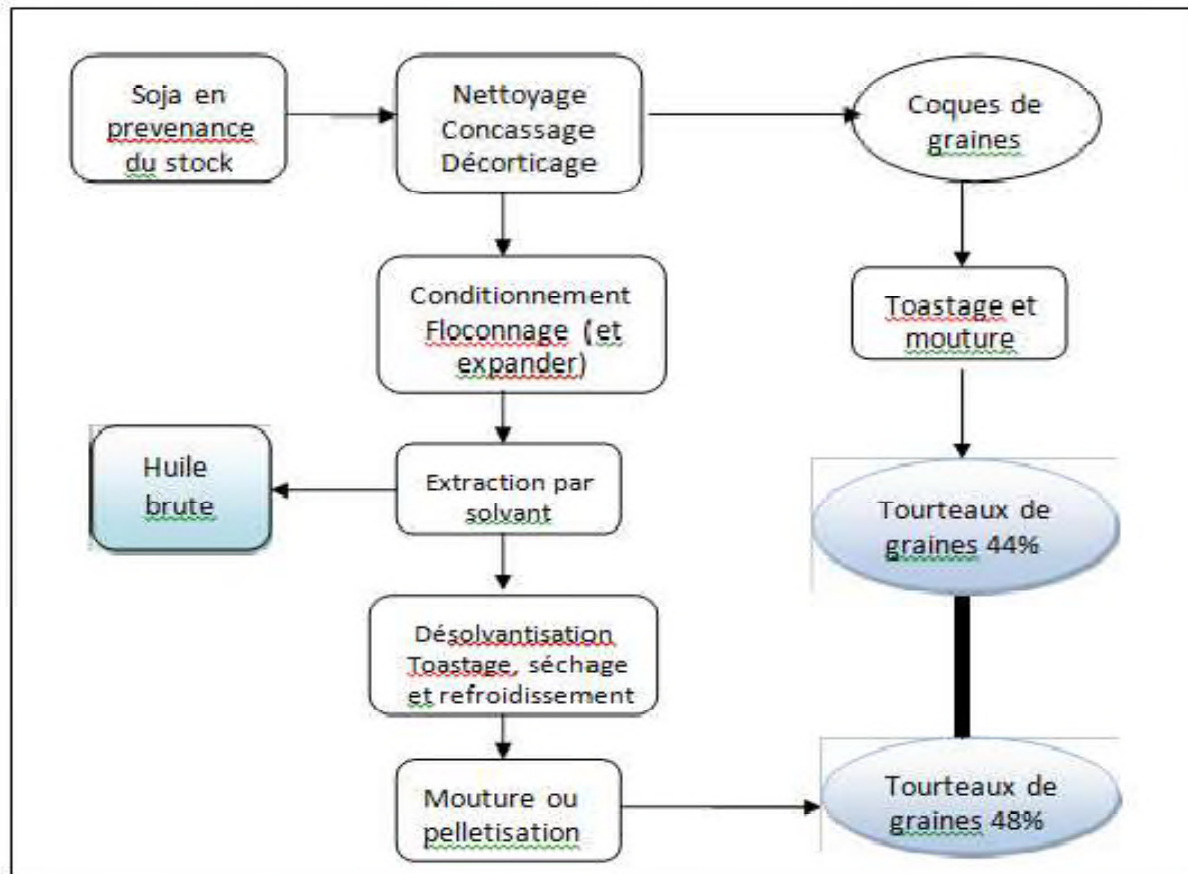 Soja en
prevenance
du stock
Nettoyage
Concassage
Décorticage
Coques de
graines
Conditionnement
Floconnage (et
expander)
Toastage et
mouture
Huile
brute
Extraction par
solvant
Tourteaux de
graines 44%
Désolvantisation
Toastage, séchage
et refroidissement
Mouture ou
pelletisation
Tourteaux de
graines 48%